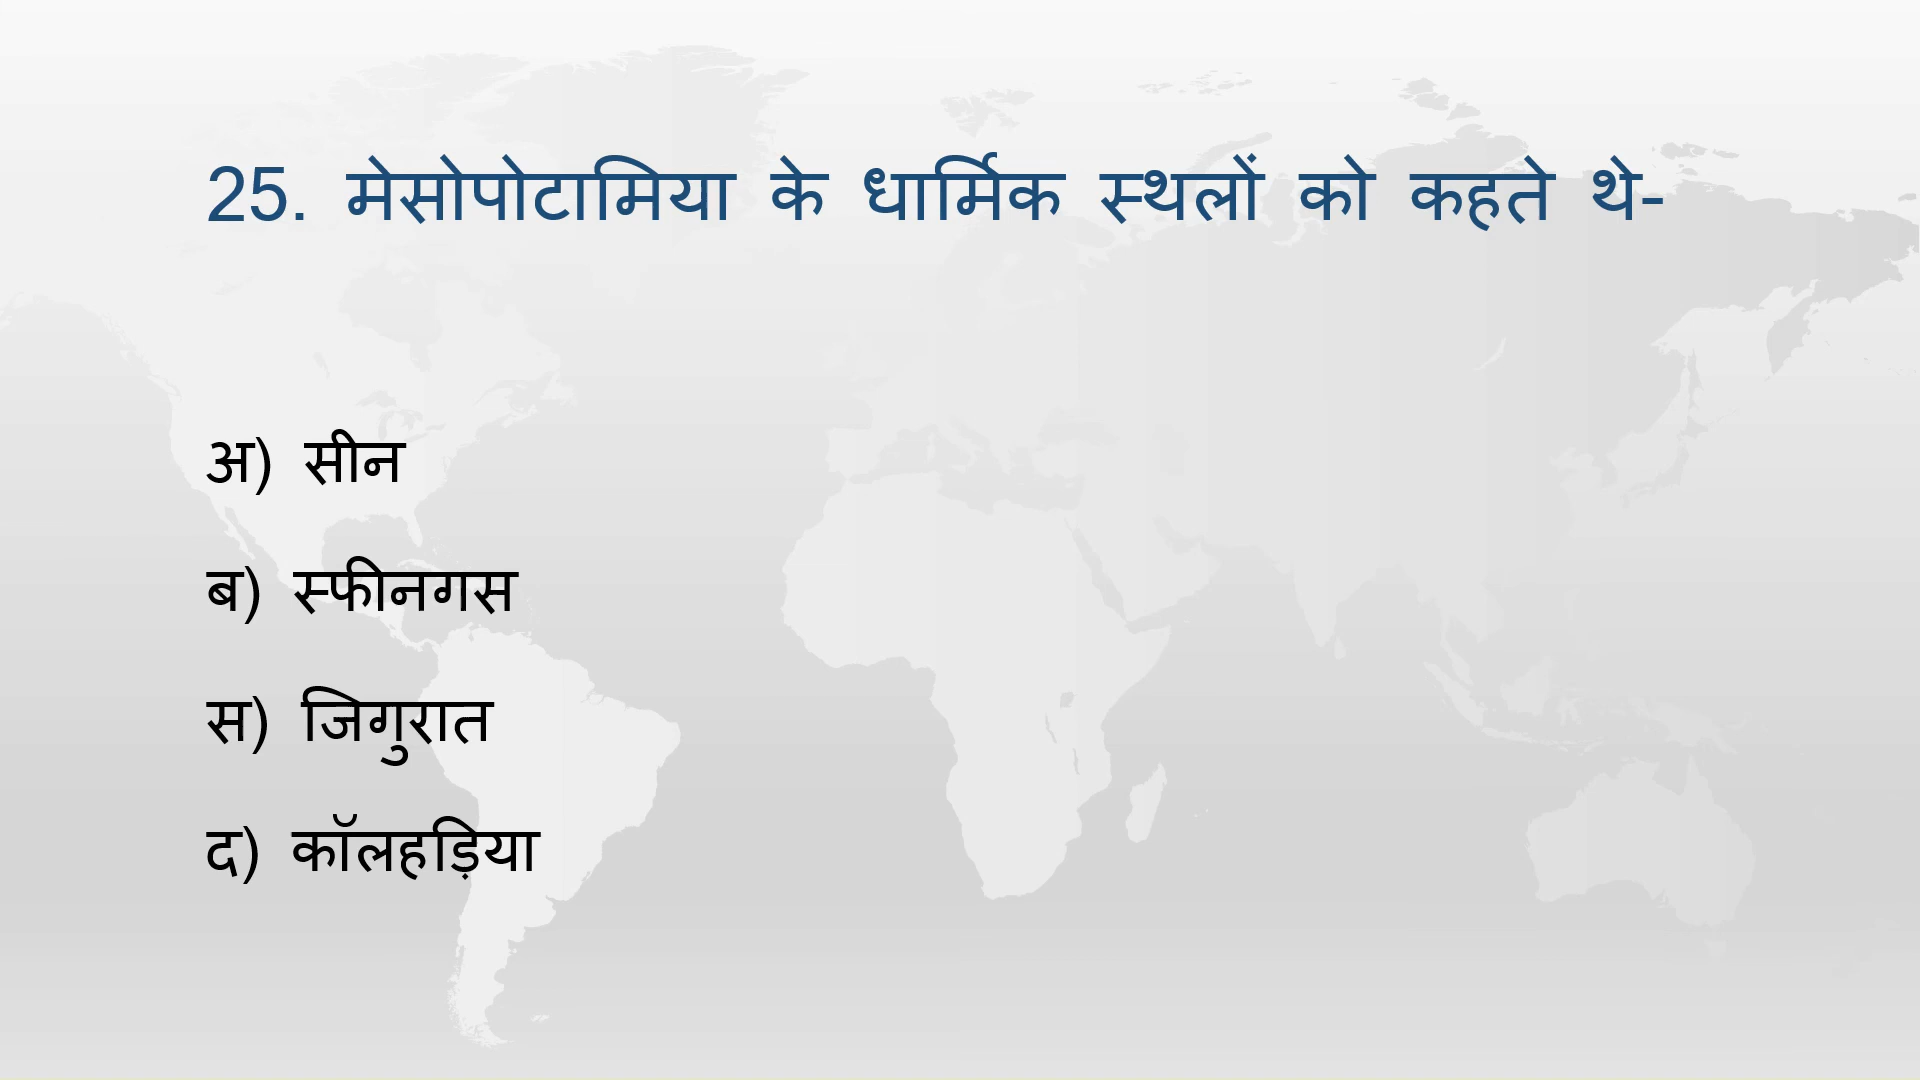 25. मेसोपोटामिया के धार्मिक स्थलों को कहते थे-
अ) सीन
ब) स्फीनगस
स) जिगुरात
द) कॉलहड़िया